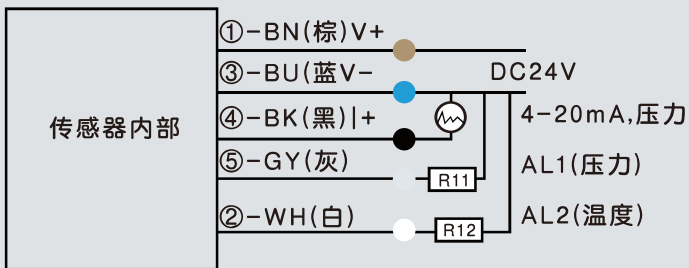 ①-BN(棕)V+
③-BU(蓝V-
DC24V
④-BK(黑)|+
4-20mA,压力
传感器内部
⑤-GY(灰)
R11
AL1(压力)
②-WH(白)
R12
AL2(温度)